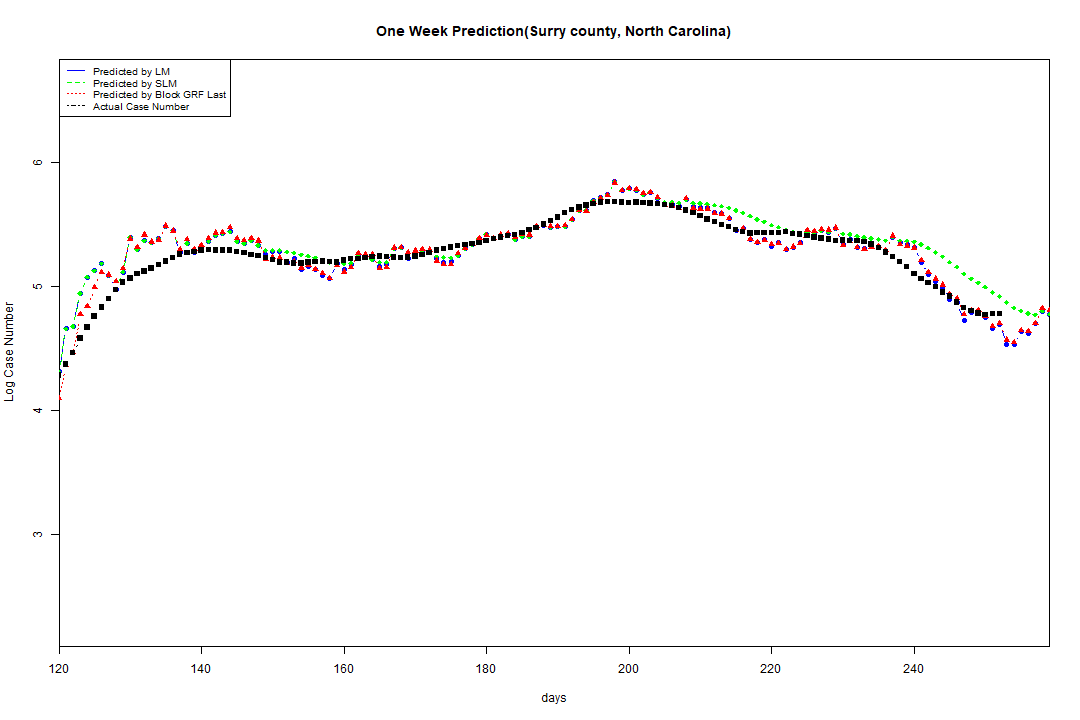 One Week Prediction(Surry county, North Carolina)
Predicted by LM
Predicted by SLM
Predicted by Block GRF Last
Actual Case Number
6
5
4
3
Log Case Number
120 140 160 180 200 220 240
days